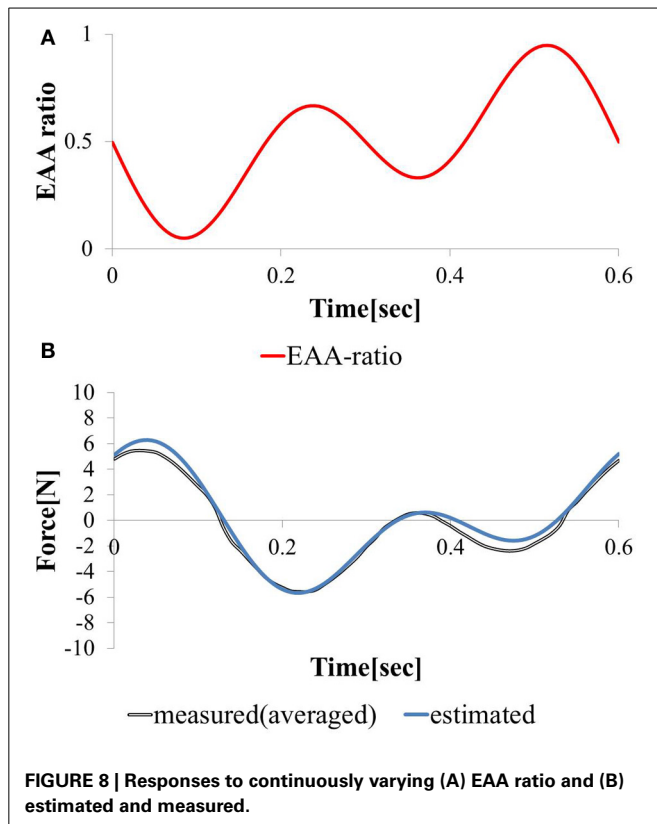 A
1
0.5
0
EAA ratio
0 0.2 0.4 0.6
Time[sec]
EAA-ratio
B
10
8
6
4
2
0
-2
-4
-6
-8
-10
Force[N]
0 0.2 0.4 0.6
Time[sec]
measured(averaged) estimated
FIGURE 8 | Responses to continuously varying (A) EAA ratio and (B)
estimated and measured.